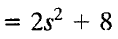 = 2s² + 8